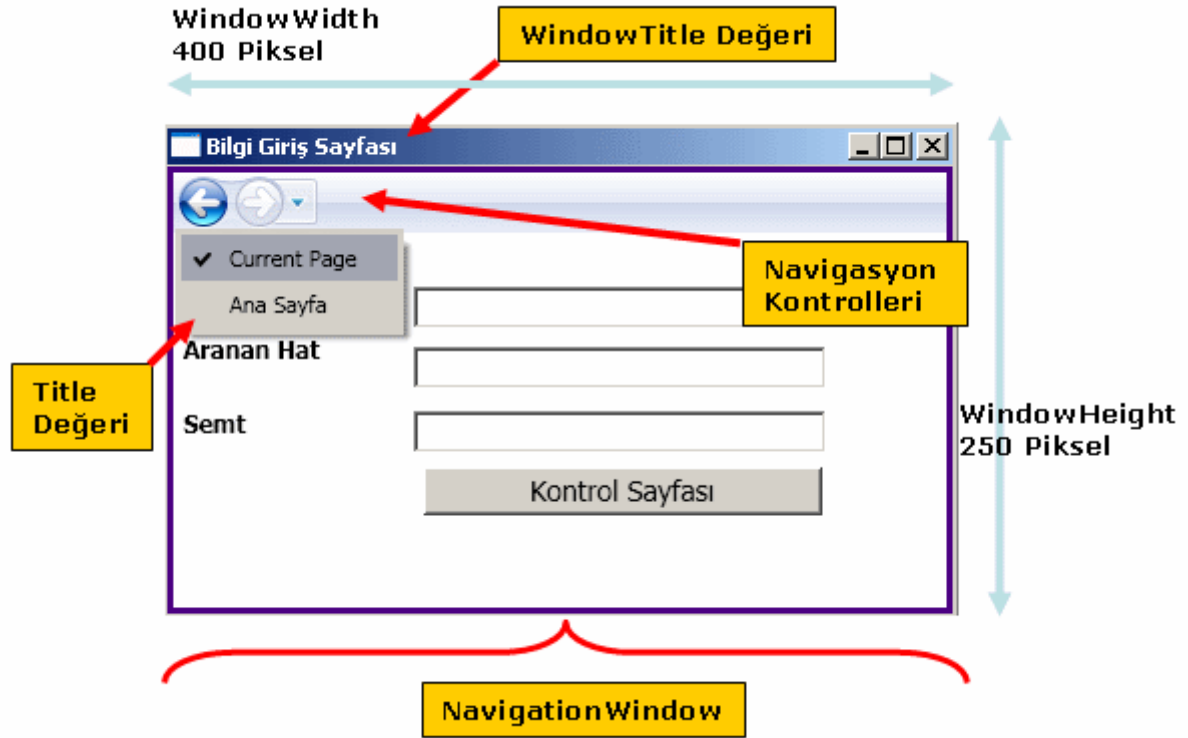 WindowWidth
400 Piksel
WindowTitle Değeri
Bilgi Giriş Sayfası
Current Page
Ana Sayfa
Navigasyon
Kontrolleri
Aranan Hat
Title
Değeri
Semt
WindowHeight
250 Piksel
Kontrol Sayfası
NavigationWindow